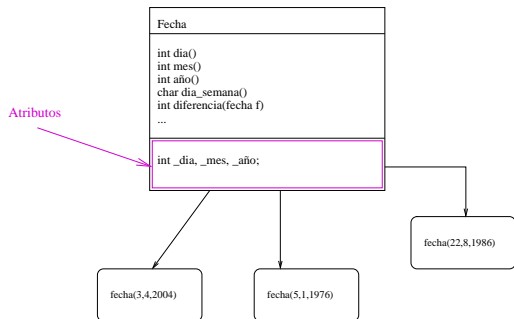 Fecha
int dia()
int mes()
int año()
char dia_semana()
int diferencia(fecha f)
...
Atributos
int _dia, _mes, _año;
fecha(22,8,1986)
fecha(3,4,2004)
fecha(5,1,1976)